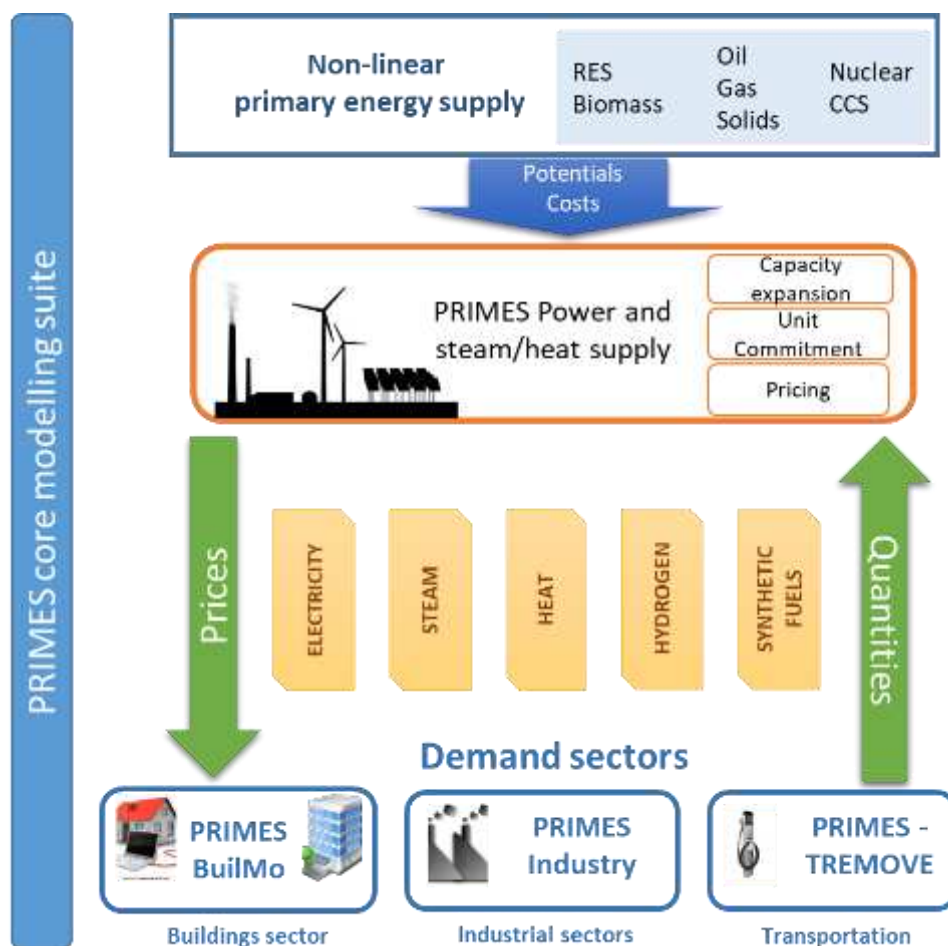 PRIMES core modelling suite
Non-linear
primary energy supply
RES
Biomass
Oil
Gas
Solids
Nuclear
CCS
Potentials
Costs
PRIMES Power and
steam/heat supply
Capacity
expansion
Unit
Commitment
Pricing
Prices
ELECTRICITY
STEAM
HEAT
HYDROGEN
SYNTHETIC
FUELS
Quantities
Demand sectors
PRIMES
BuilMo
PRIMES
Industry
PRIMES -
TREMOVE
Buildings sector
Industrial sectors
Transportation